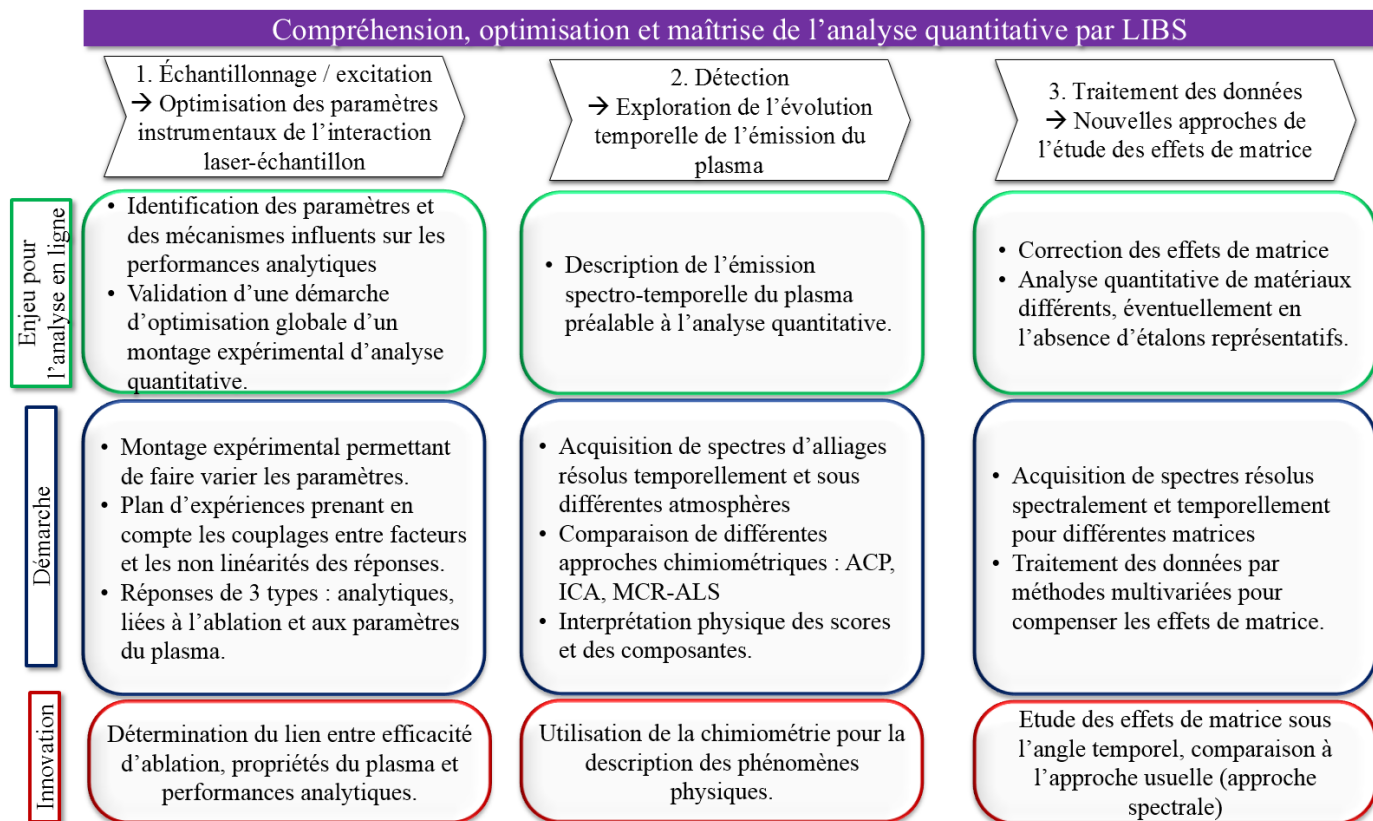 Compréhension, optimisation et maîtrise de l'analyse quantitative par LIBS
1. Échantillonnage / excitation
→ Optimisation des paramètres
instrumentaux de l'interaction
laser-échantillon
2. Détection
→ Exploration de l'évolution
temporelle de l'émission du
plasma
3. Traitement des données
→ Nouvelles approches de
l'étude des effets de matrice
Enjeu pour
l'analyse en ligne
• Identification des paramètres et
des mécanismes influents sur les
performances analytiques
• Validation d'une démarche
d'optimisation globale d'un
montage expérimental d'analyse
quantitative.
• Description de l'émission
spectro-temporelle du plasma
préalable à l'analyse quantitative.
• Correction des effets de matrice
• Analyse quantitative de matériaux
différents, éventuellement en
l'absence d'étalons représentatifs.
Démarche
• Montage expérimental permettant
de faire varier les paramètres.
• Plan d'expériences prenant en
compte les couplages entre facteurs
et les non linéarités des réponses.
• Réponses de 3 types : analytiques,
liées à l'ablation et aux paramètres
du plasma.
• Acquisition de spectres d'alliages
résolus temporellement et sous
différentes atmosphères
• Comparaison de différentes
approches chimiométriques : ACP,
ICA, MCR-ALS
• Interprétation physique des scores
et des composantes.
• Acquisition de spectres résolus
spectralement et temporellement
pour différentes matrices
• Traitement des données par
méthodes multivariées pour
compenser les effets de matrice.
Innovation
Détermination du lien entre efficacité
d'ablation, propriétés du plasma et
performances analytiques.
Utilisation de la chimiométrie pour la
description des phénomènes
physiques.
Etude des effets de matrice sous
l'angle temporel, comparaison à
l'approche usuelle (approche
spectrale)